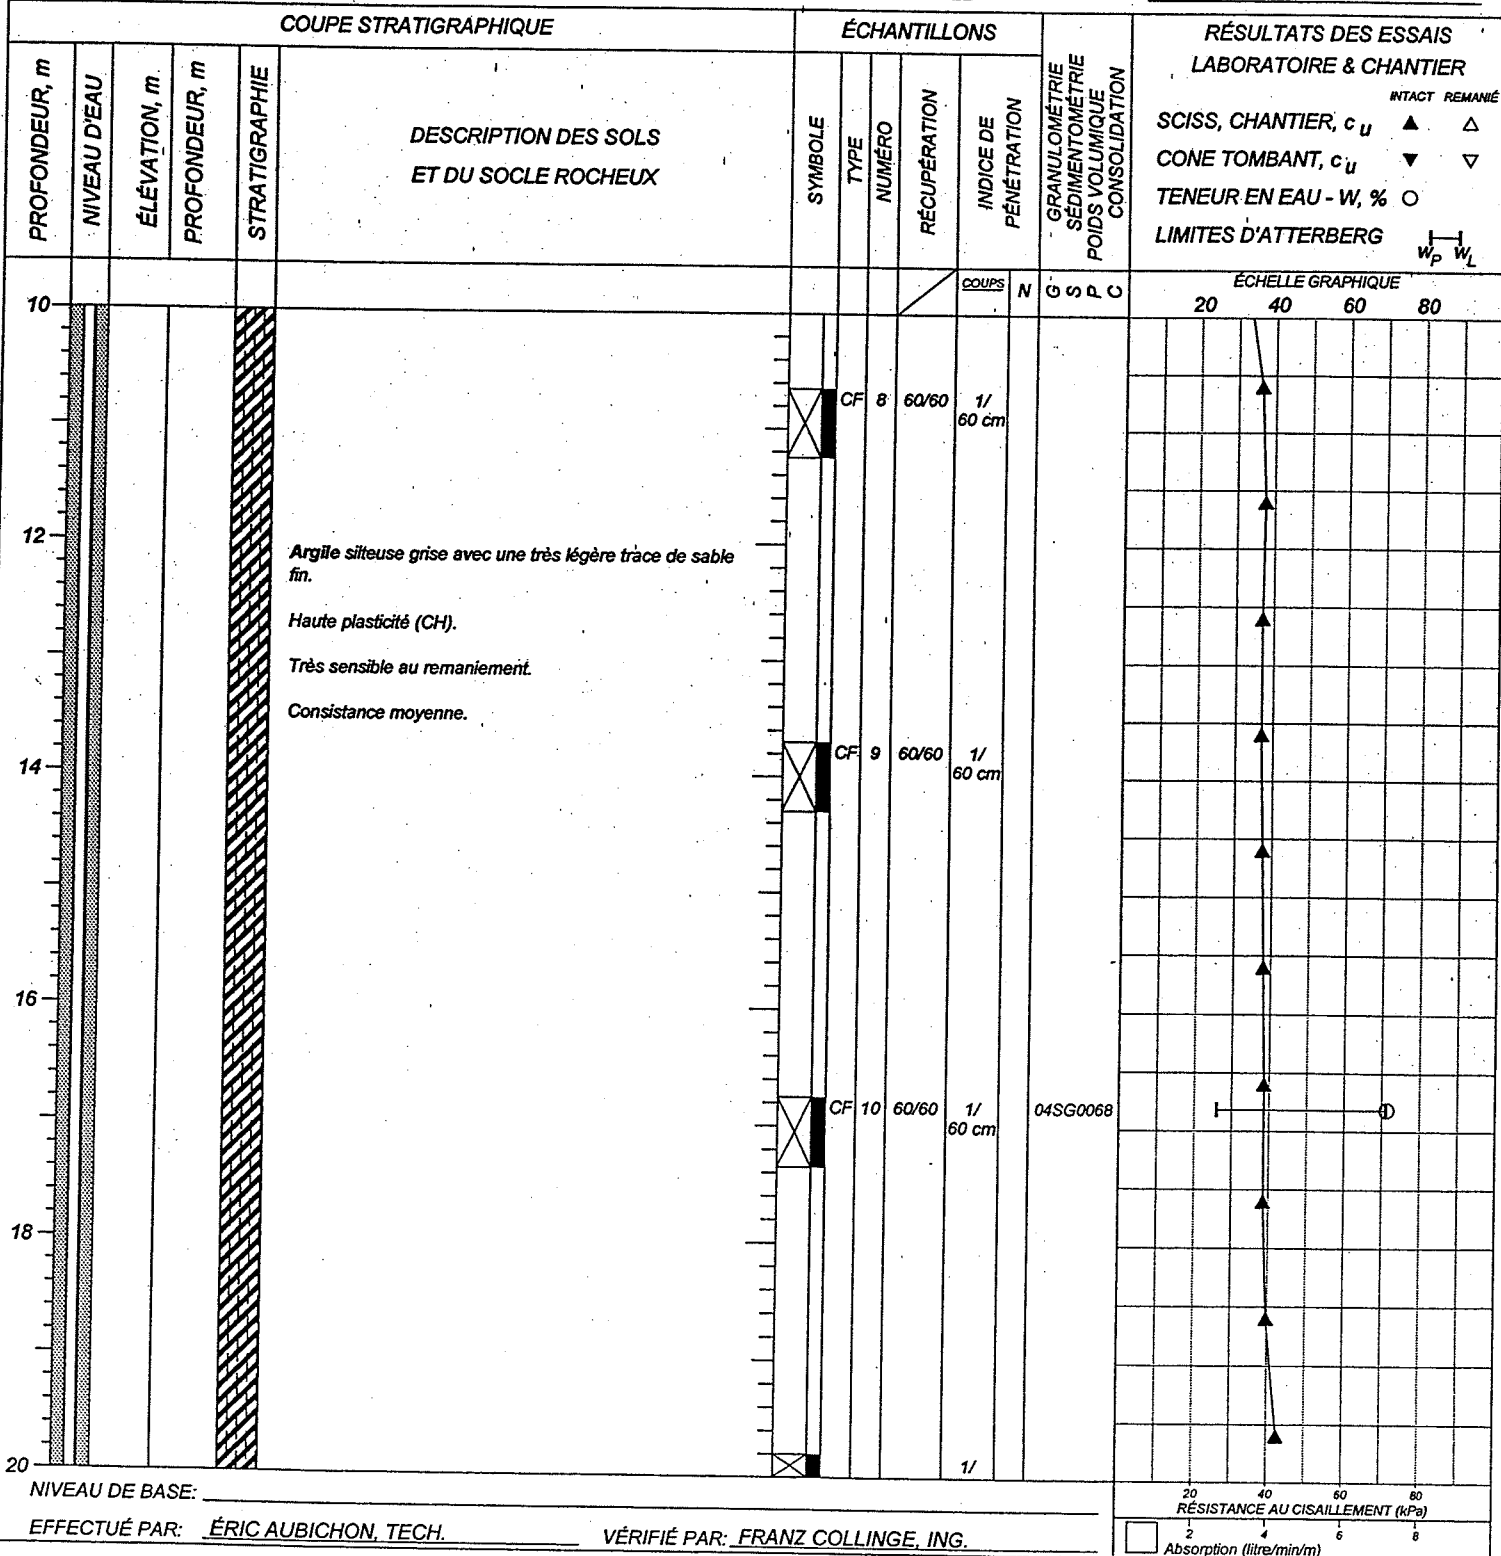 COUPE STRATIGRAPHIQUE
ÉCHANTILLONS
RÉSULTATS DES ESSAIS
LABORATOIRE & CHANTIER
INTACT REMANIÉ
SCISS, CHANTIER, c u
CONE TOMBANT, c u
TENEUR EN EAU - W, %
LIMITES D'ATTERBERG
W P W L
PROFONDEUR, m
NIVEAU D'EAU
ÉLÉVATION, m
PROFONDEUR, m
STRATIGRAPHIE
DESCRIPTION DES SOLS
ET DU SOCLE ROCHEUX
SYMBOLE
TYPE
NUMÉRO
RÉCUPÉRATION
INDICE DE
PÉNÉTRATION
GRANULOMÉTRIE
SÉDIMENTOMÉTRIE
POIDS VOLUMIQUE
CONSOLIDATION
COUPS N G S P C
ÉCHELLE GRAPHIQUE
20 40 60 80
10
CF 8 60/60 1/
60 cm
12
Argile silteuse grise avec une très légère trace de sable
fin.
Haute plasticité (CH).
Très sensible au remaniement.
Consistance moyenne.
14
CF 9 60/60 1/
60 cm
16
CF 10 60/60 1/ 04SG0068
60 cm
18
20
1/
NIVEAU DE BASE:
20 40 60 80
RÉSISTANCE AU CISAILLEMENT (kPa)
EFFECTUÉ PAR: ÉRIC AUBICHON, TECH. VÉRIFIÉ PAR: FRANZ COLLINGE, ING.
2 4 6 8
Absorption (litre/min/m)